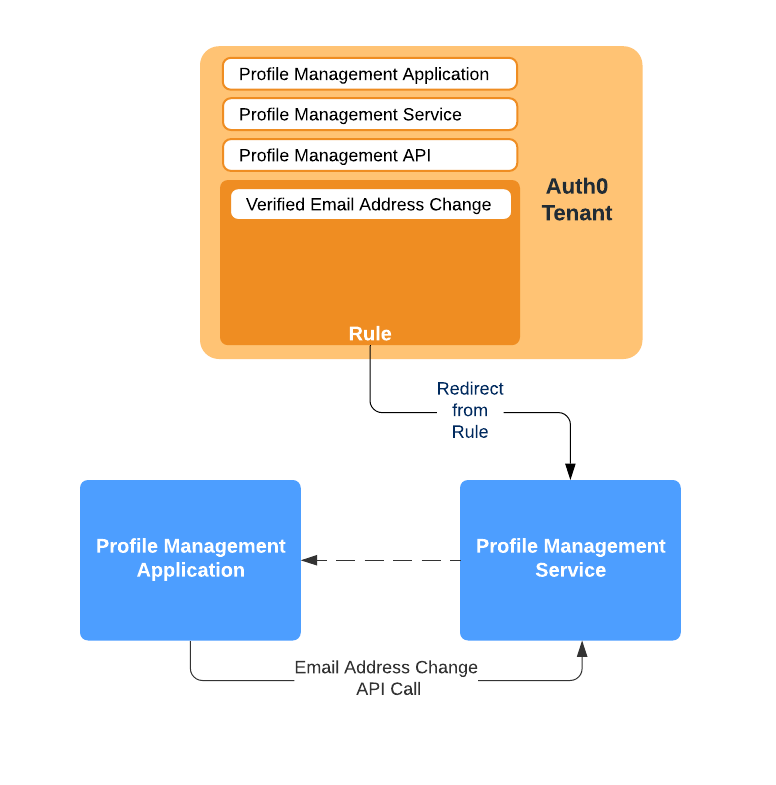 Profile Management Application
Profile Management Service
Profile Management API
Auth0
Tenant
Verified Email Address Change
Rule
Redirect
from
Rule
Profile Management
Application
Profile Management
Service
Email Address Change
API Call